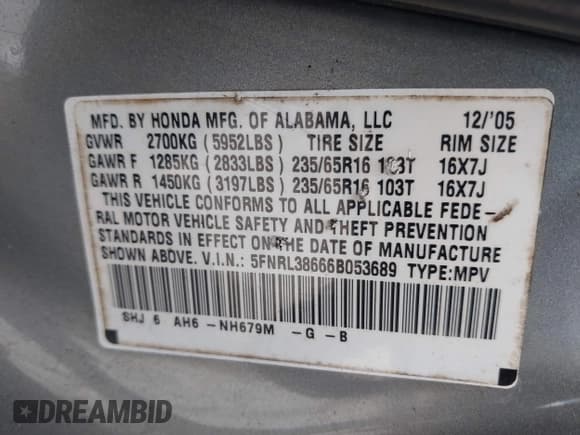 MFD. BY HONDA MFG. OF ALABAMA, LLC 12/'05
GVWR 2700KG (5952LBS) TIRE SIZE RIM SIZE
GAWR F 1285KG (2833LBS) 235/65R16 103T 16X7J
GAWR R 1450KG (3197LBS) 235/65R16 103T 16X7J
THIS VEHICLE CONFORMS TO ALL APPLICABLE FEDE-
RAL MOTOR VEHICLE SAFETY AND THEFT PREVENTION
STANDARDS IN EFFECT ON THE DATE OF MANUFACTURE
SHOWN ABOVE. V.I.N.: 5FNRL38666B053689 TYPE:MPV
SHJ 6 AH6 -NH679M -G -B
DREAMBID